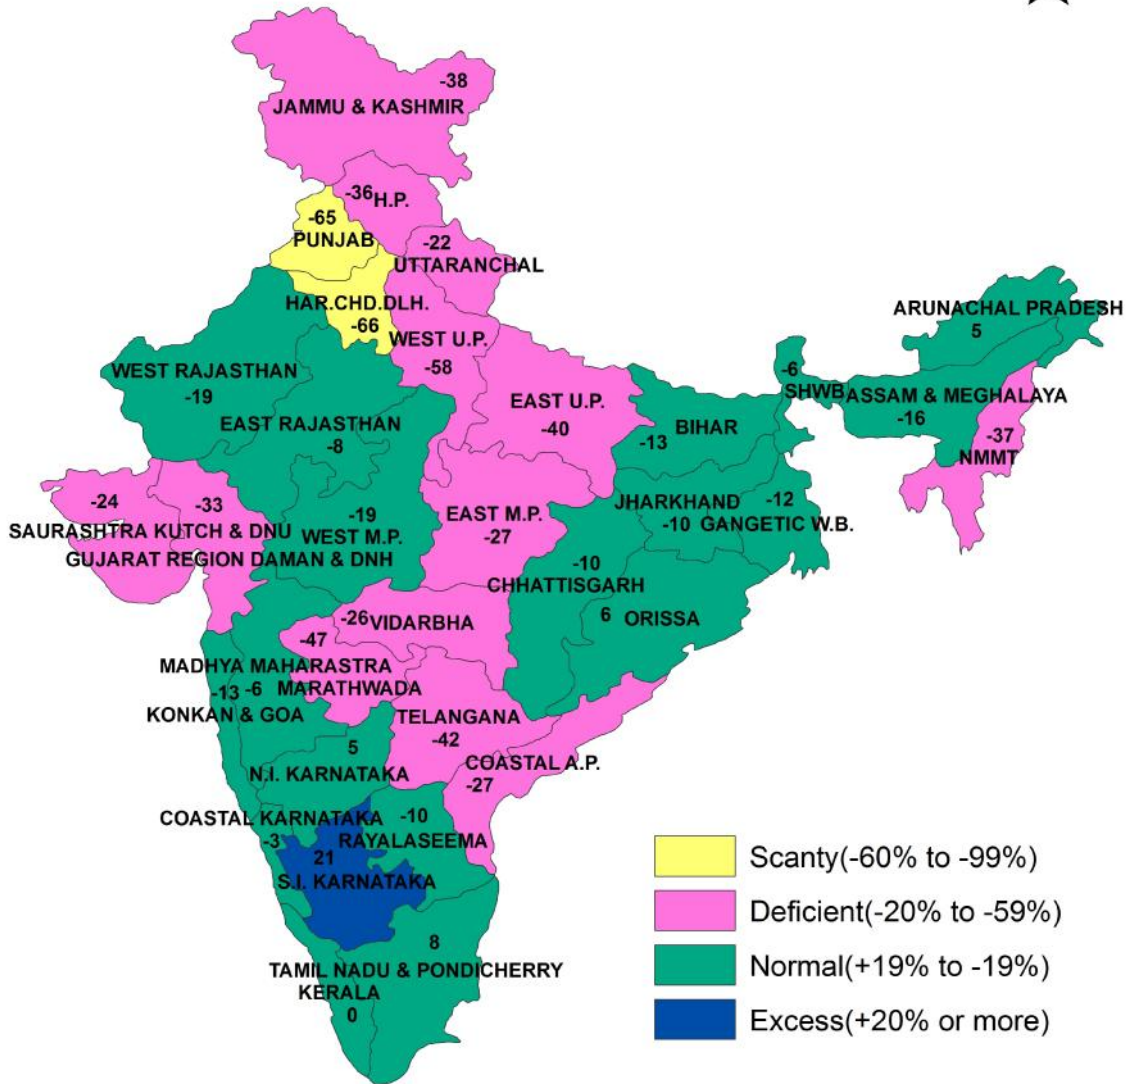 -38
JAMMU & KASHMIR
-36 H.P.
-65
PUNJAB
-22
UTTARANCHAL
HAR.CHD.DLH.
-66
WEST U.P.
-58
ARUNACHAL PRADESH
5
WEST RAJASTHAN
-19
EAST RAJASTHAN
-8
EAST U.P.
-40
BIHAR
-13
-6
SHWB
ASSAM & MEGHALAYA
-16
-37
NMMT
-24
SAURASHTRA KUTCH & DNU
-33
GUJARAT REGION DAMAN & DNH
-19
WEST M.P.
EAST M.P.
-27
JHARKHAND
-10
-12
GANGETIC W.B.
-10
CHHATTISGARH
6 ORISSA
-26 VIDARBHA
-47
MADHYA MAHARASTRA
-6
MARATHWADA
-13
KONKAN & GOA
TELANGANA
-42
COASTAL A.P.
-27
5
N.I. KARNATAKA
COASTAL KARNATAKA
-3
-10
RAYALASEEMA
21
S.I. KARNATAKA
8
TAMIL NADU & PONDICHERRY
KERALA
0
Scanty(-60% to -99%)
Deficient(-20% to -59%)
Normal(+19% to -19%)
Excess(+20% or more)